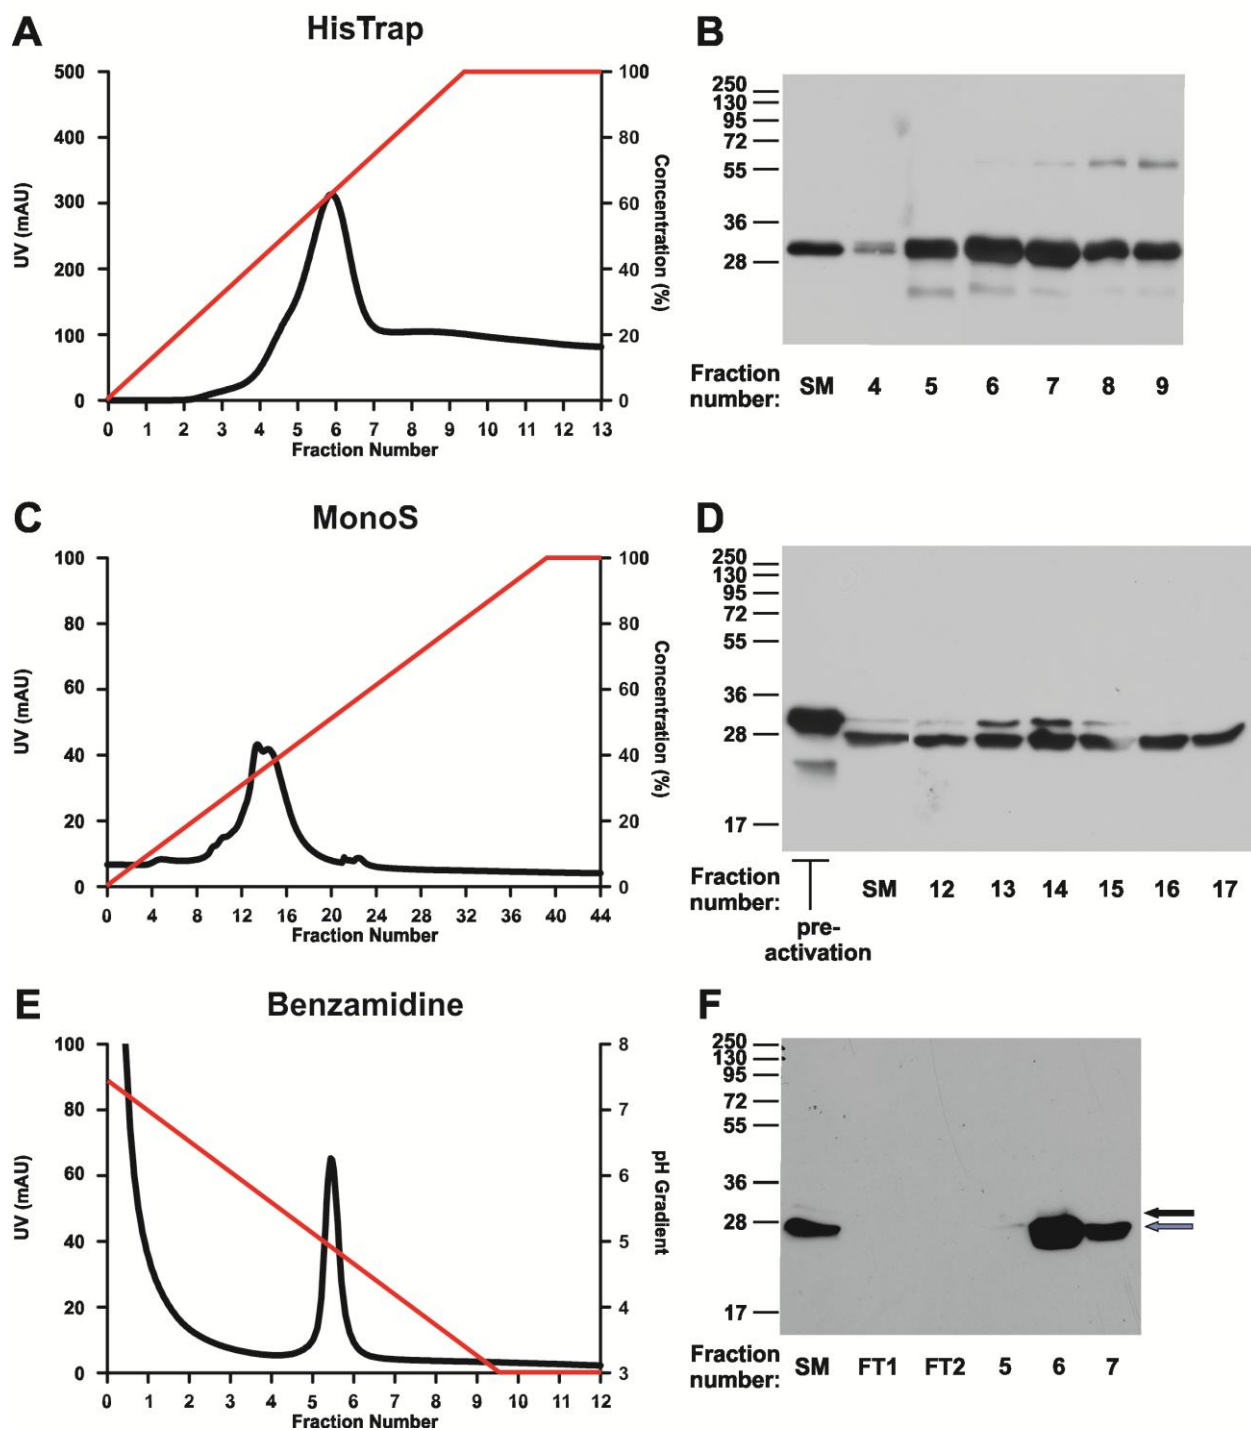 A
HisTrap
500
400
300
200
100
0
UV (mAU)
100
80
60
40
20
0
Concentration (%)
0 1 2 3 4 5 6 7 8 9 10 11 12 13
Fraction Number
B
250
130
95
72
55
36
28
Fraction
number: SM 4 5 6 7 8 9
C
MonoS
100
80
60
40
20
0
UV (mAU)
100
80
60
40
20
0
Concentration (%)
0 4 8 12 16 20 24 28 32 36 40 44
Fraction Number
D
250
130
95
72
55
36
28
17
Fraction
number: SM 12 13 14 15 16 17
pre-
activation
E
Benzamidine
100
80
60
40
20
0
UV (mAU)
8
7
6
5
4
3
pH Gradient
0 1 2 3 4 5 6 7 8 9 10 11 12
Fraction Number
F
250
130
95
72
55
36
28
17
Fraction
number: SM FT1 FT2 5 6 7